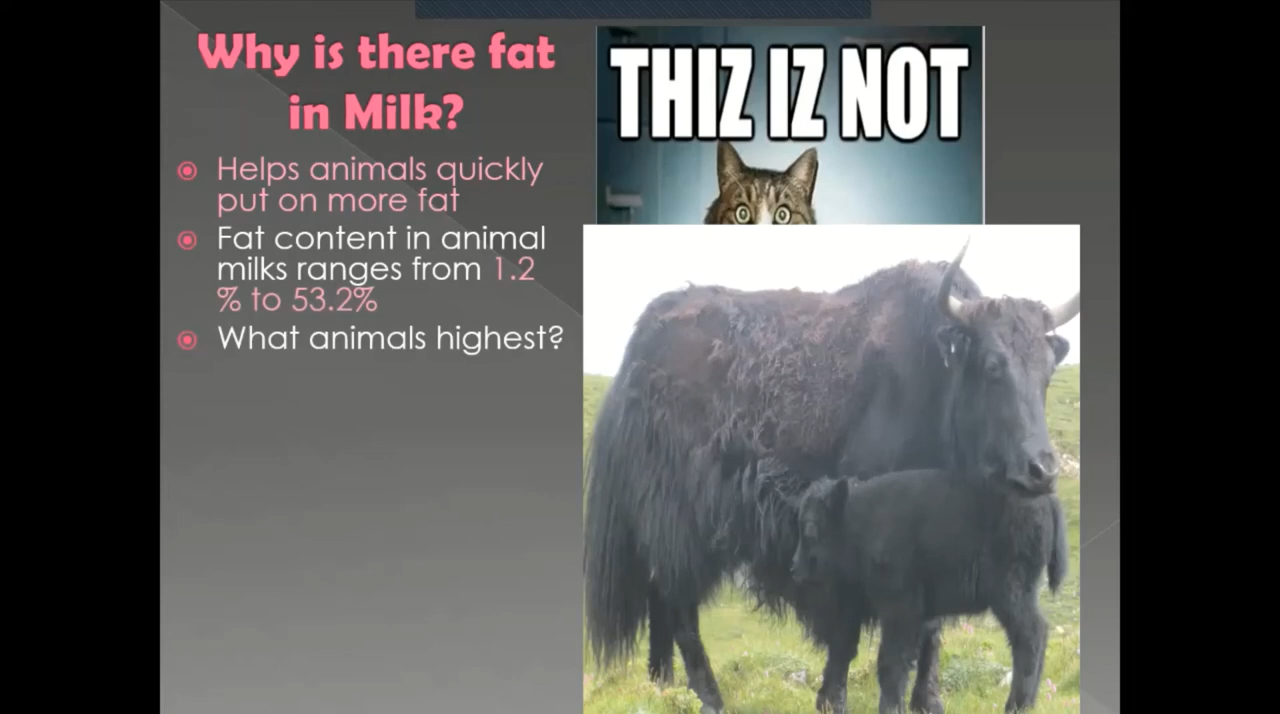 Why is there fat
in Milk?
Helps animals quickly
put on more fat
Fat content in animal
milks ranges from 1.2
% to 53.2%
What animals highest?
THIZ IZ NOT